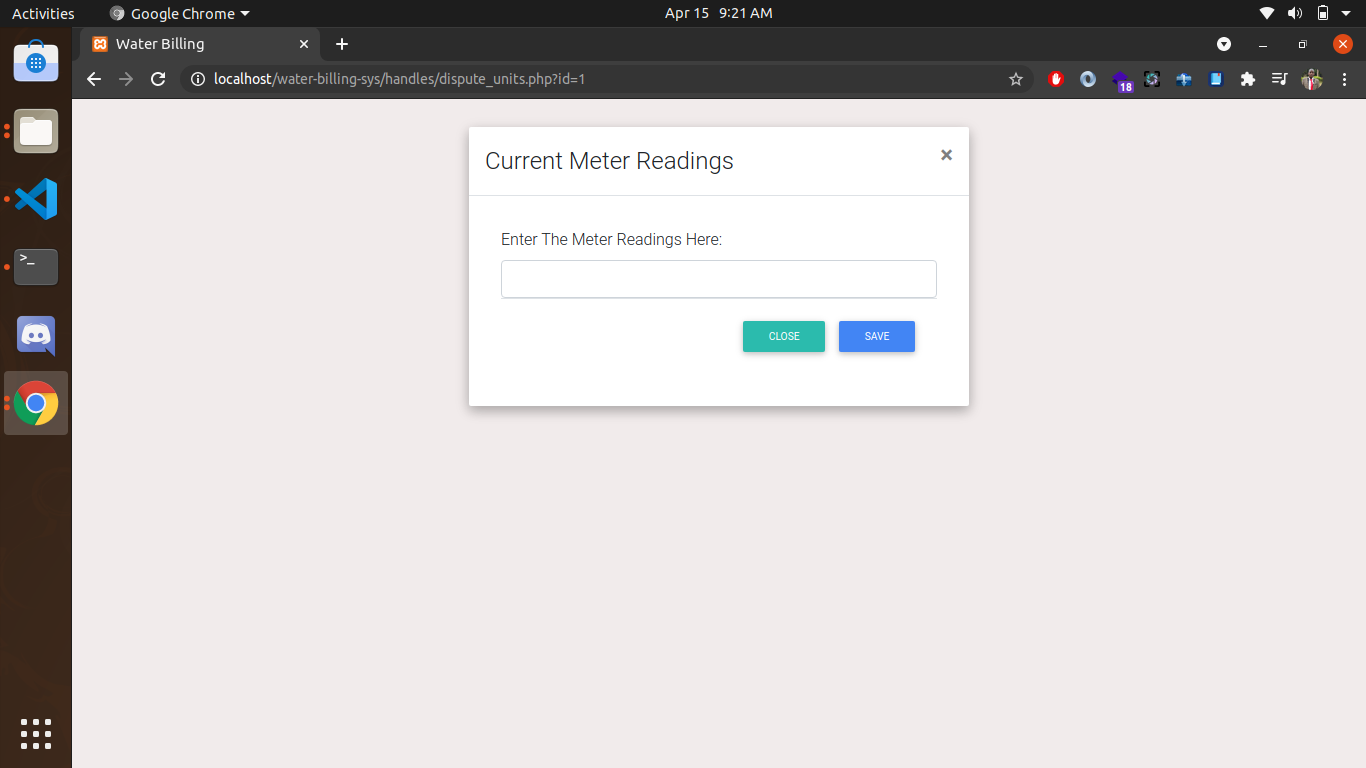 Activities Google Chrome Apr 15 9:21 AM
Water Billing
localhost/water-billing-sys/handles/dispute_units.php?id=1
18
Current Meter Readings ×
Enter The Meter Readings Here:
CLOSE SAVE
>_